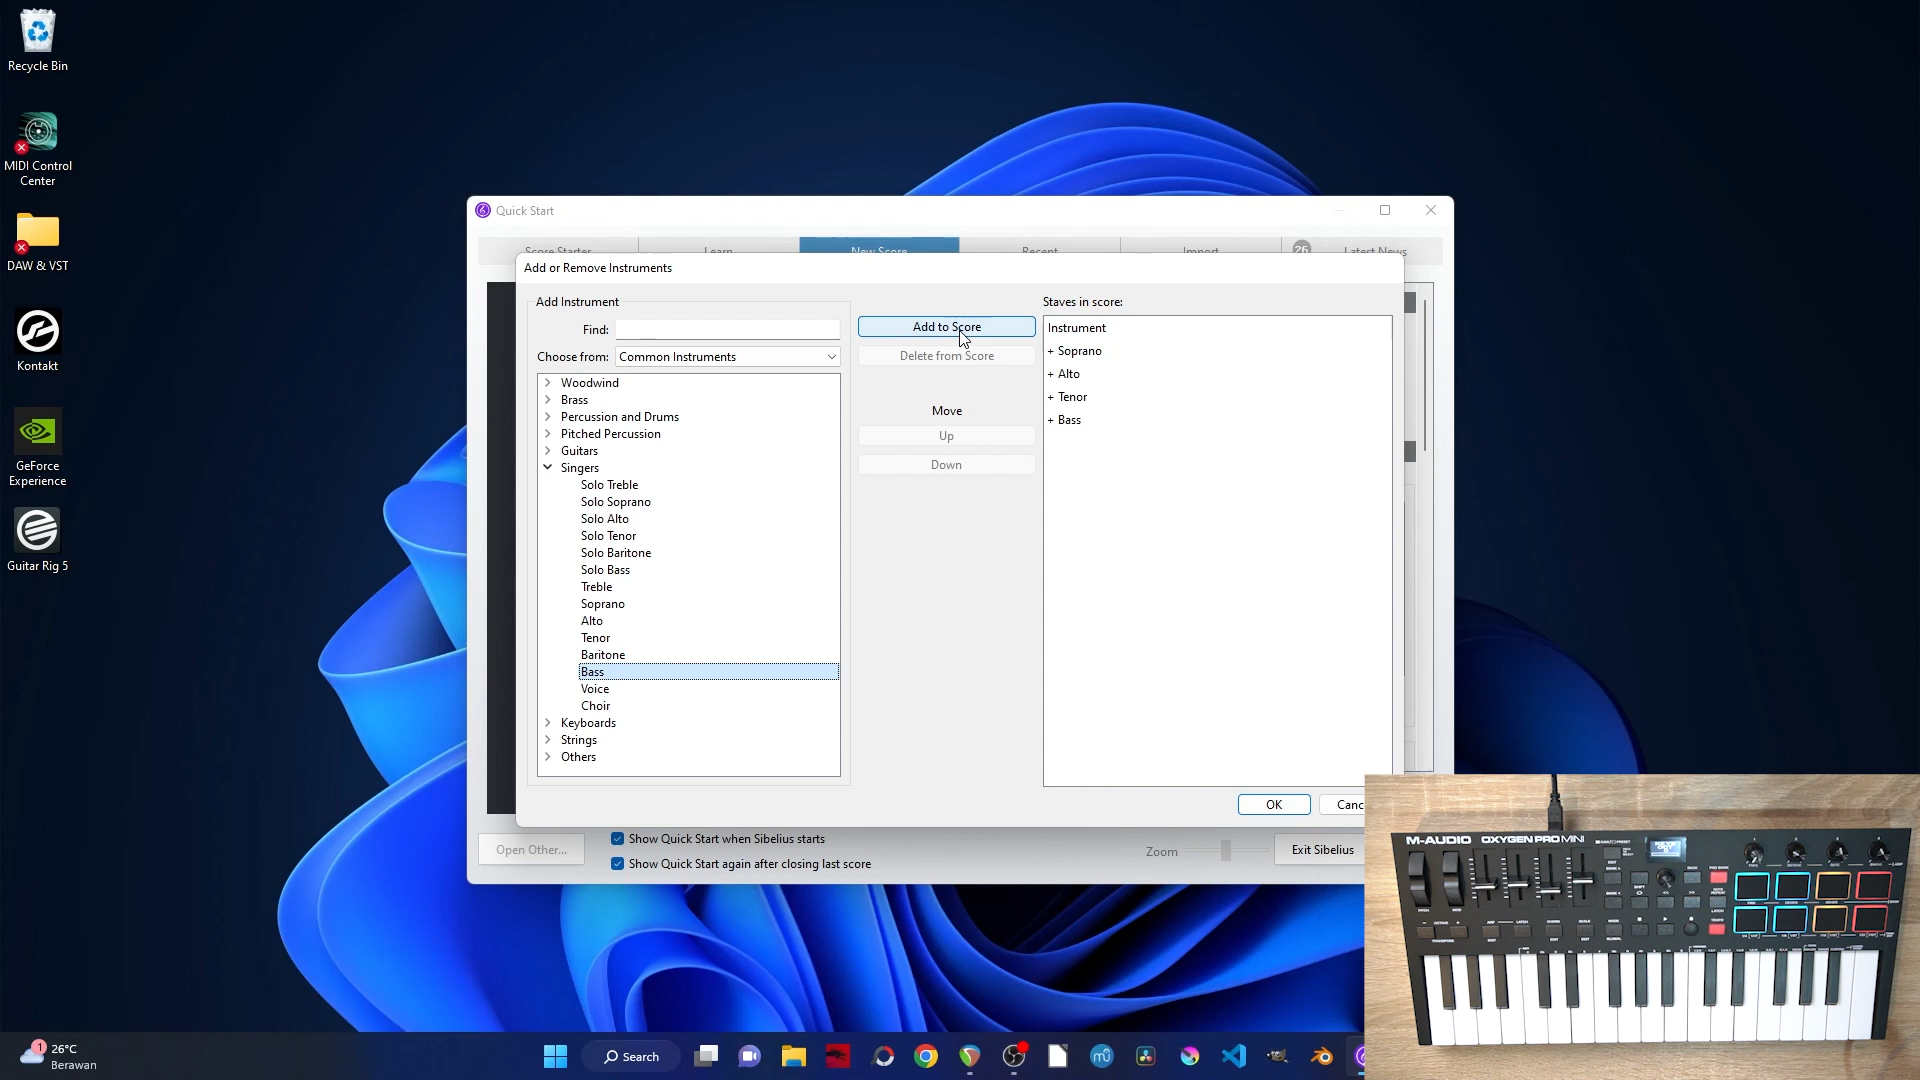 Recycle Bin
MIDI Control
Center
DAW & VST
Kontakt
GeForce
Experience
Guitar Rig 5
Quick Start
Score Starter
Learn
New Score
Recent
Import
26
Latest News
Add or Remove Instruments
Add Instrument
Find:
Choose from:
Common Instruments
Woodwind
Brass
Percussion and Drums
Pitched Percussion
Guitars
Singers
Solo Treble
Solo Soprano
Solo Alto
Solo Tenor
Solo Baritone
Solo Bass
Treble
Soprano
Alto
Tenor
Baritone
Bass
Voice
Choir
Keyboards
Strings
Others
Add to Score
Delete from Score
Move
Up
Down
Staves in score:
Instrument
+ Soprano
+ Alto
+ Tenor
+ Bass
OK
Canc
Open Other...
Show Quick Start when Sibelius starts
Show Quick Start again after closing last score
Zoom
Exit Sibelius
M-AUDIO OXYGEN PRO MINI
1
26°C
Berawan
Search